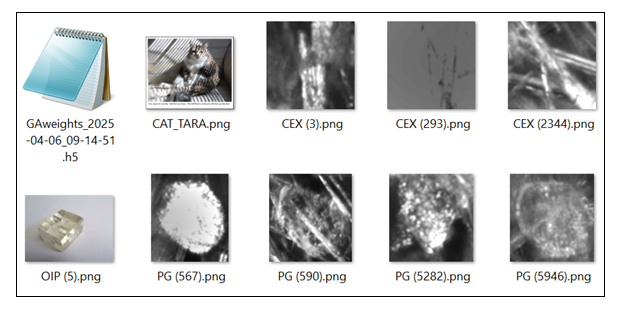 GAweights_2025
-04-06_09-14-51
.h5
CAT_TARA.png
CEX (3).png
CEX (293).png
CEX (2344).png
OIP (5).png
PG (567).png
PG (590).png
PG (5282).png
PG (5946).png